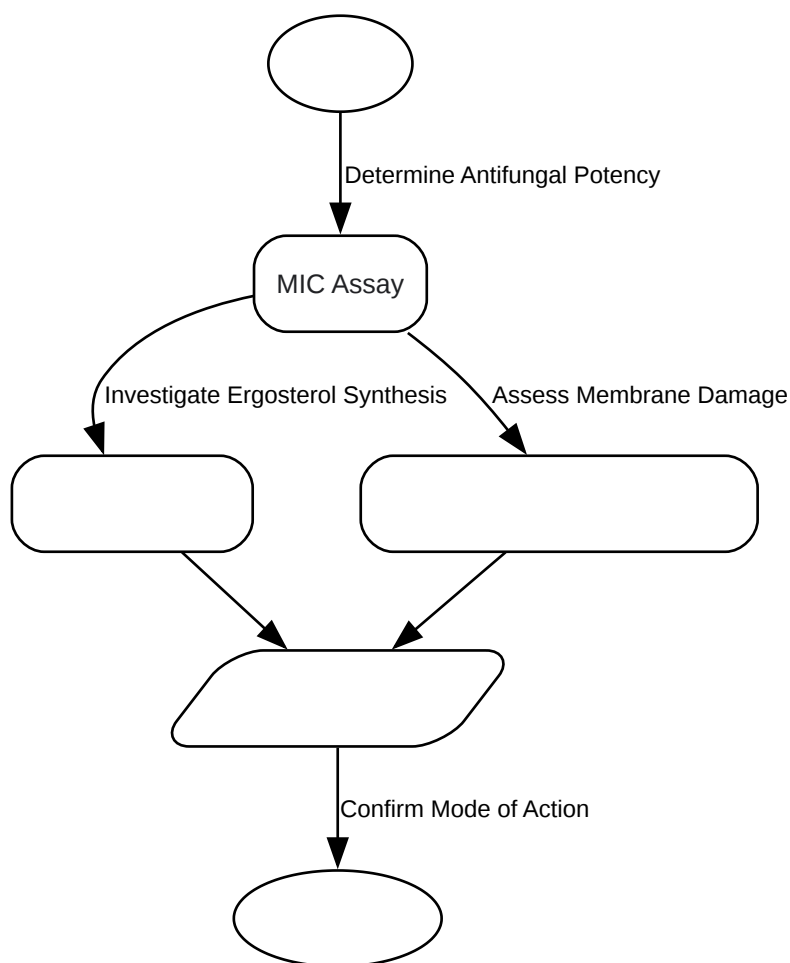 Determine Antifungal Potency
MIC Assay
Investigate Ergosterol Synthesis
Assess Membrane Damage
Confirm Mode of Action